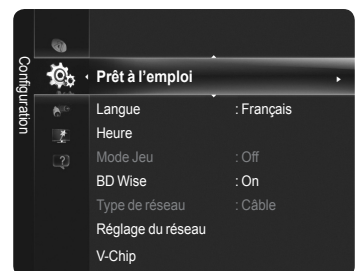 Configuration
Prêt à l'emploi
Langue : Français
Heure
Mode Jeu : Off
BD Wise : On
Type de réseau : Câble
Réglage du réseau
V-Chip